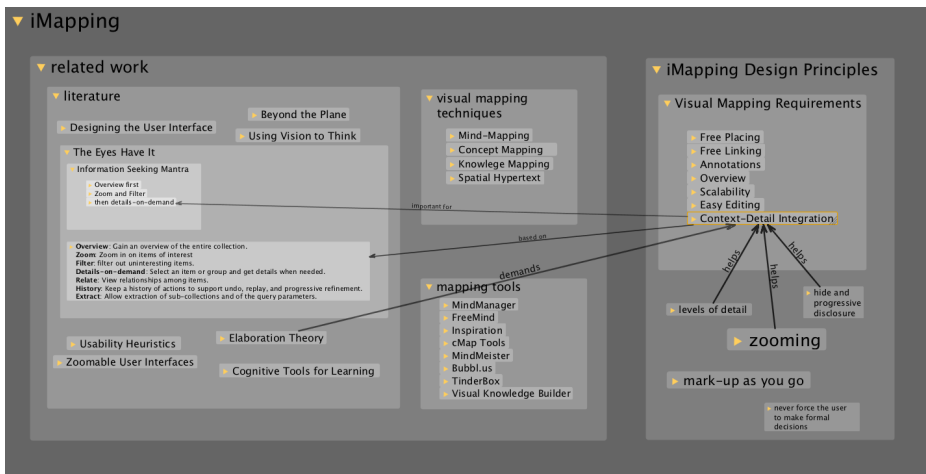 iMapping
related work
literature
Designing the User Interface
Beyond the Plane
Using Vision to Think
The Eyes Have It
Information Seeking Mantra
Overview first
Zoom and Filter
then details-on-demand
Overview: Gain an overview of the entire collection.
Zoom: Zoom in on items of interest
Filter: filter out uninteresting items.
Details-on-demand: Select an item or group and get details when needed.
Relate: View relationships among items.
History: Keep a history of actions to support undo, replay, and progressive refinement.
Extract: Allow extraction of sub-collections and of the query parameters.
Usability Heuristics
Elaboration Theory
Zoomable User Interfaces
Cognitive Tools for Learning
visual mapping
techniques
Mind-Mapping
Concept Mapping
Knowlege Mapping
Spatial Hypertext
important for
based on
demands
mapping tools
MindManager
FreeMind
Inspiration
cMap Tools
MindMeister
Bubbl.us
TinderBox
Visual Knowledge Builder
iMapping Design Principles
Visual Mapping Requirements
Free Placing
Free Linking
Annotations
Overview
Scalability
Easy Editing
Context-Detail Integration
helps
helps
helps
levels of detail
hide and
progressive
disclosure
zooming
mark-up as you go
never force the user
to make formal
decisions